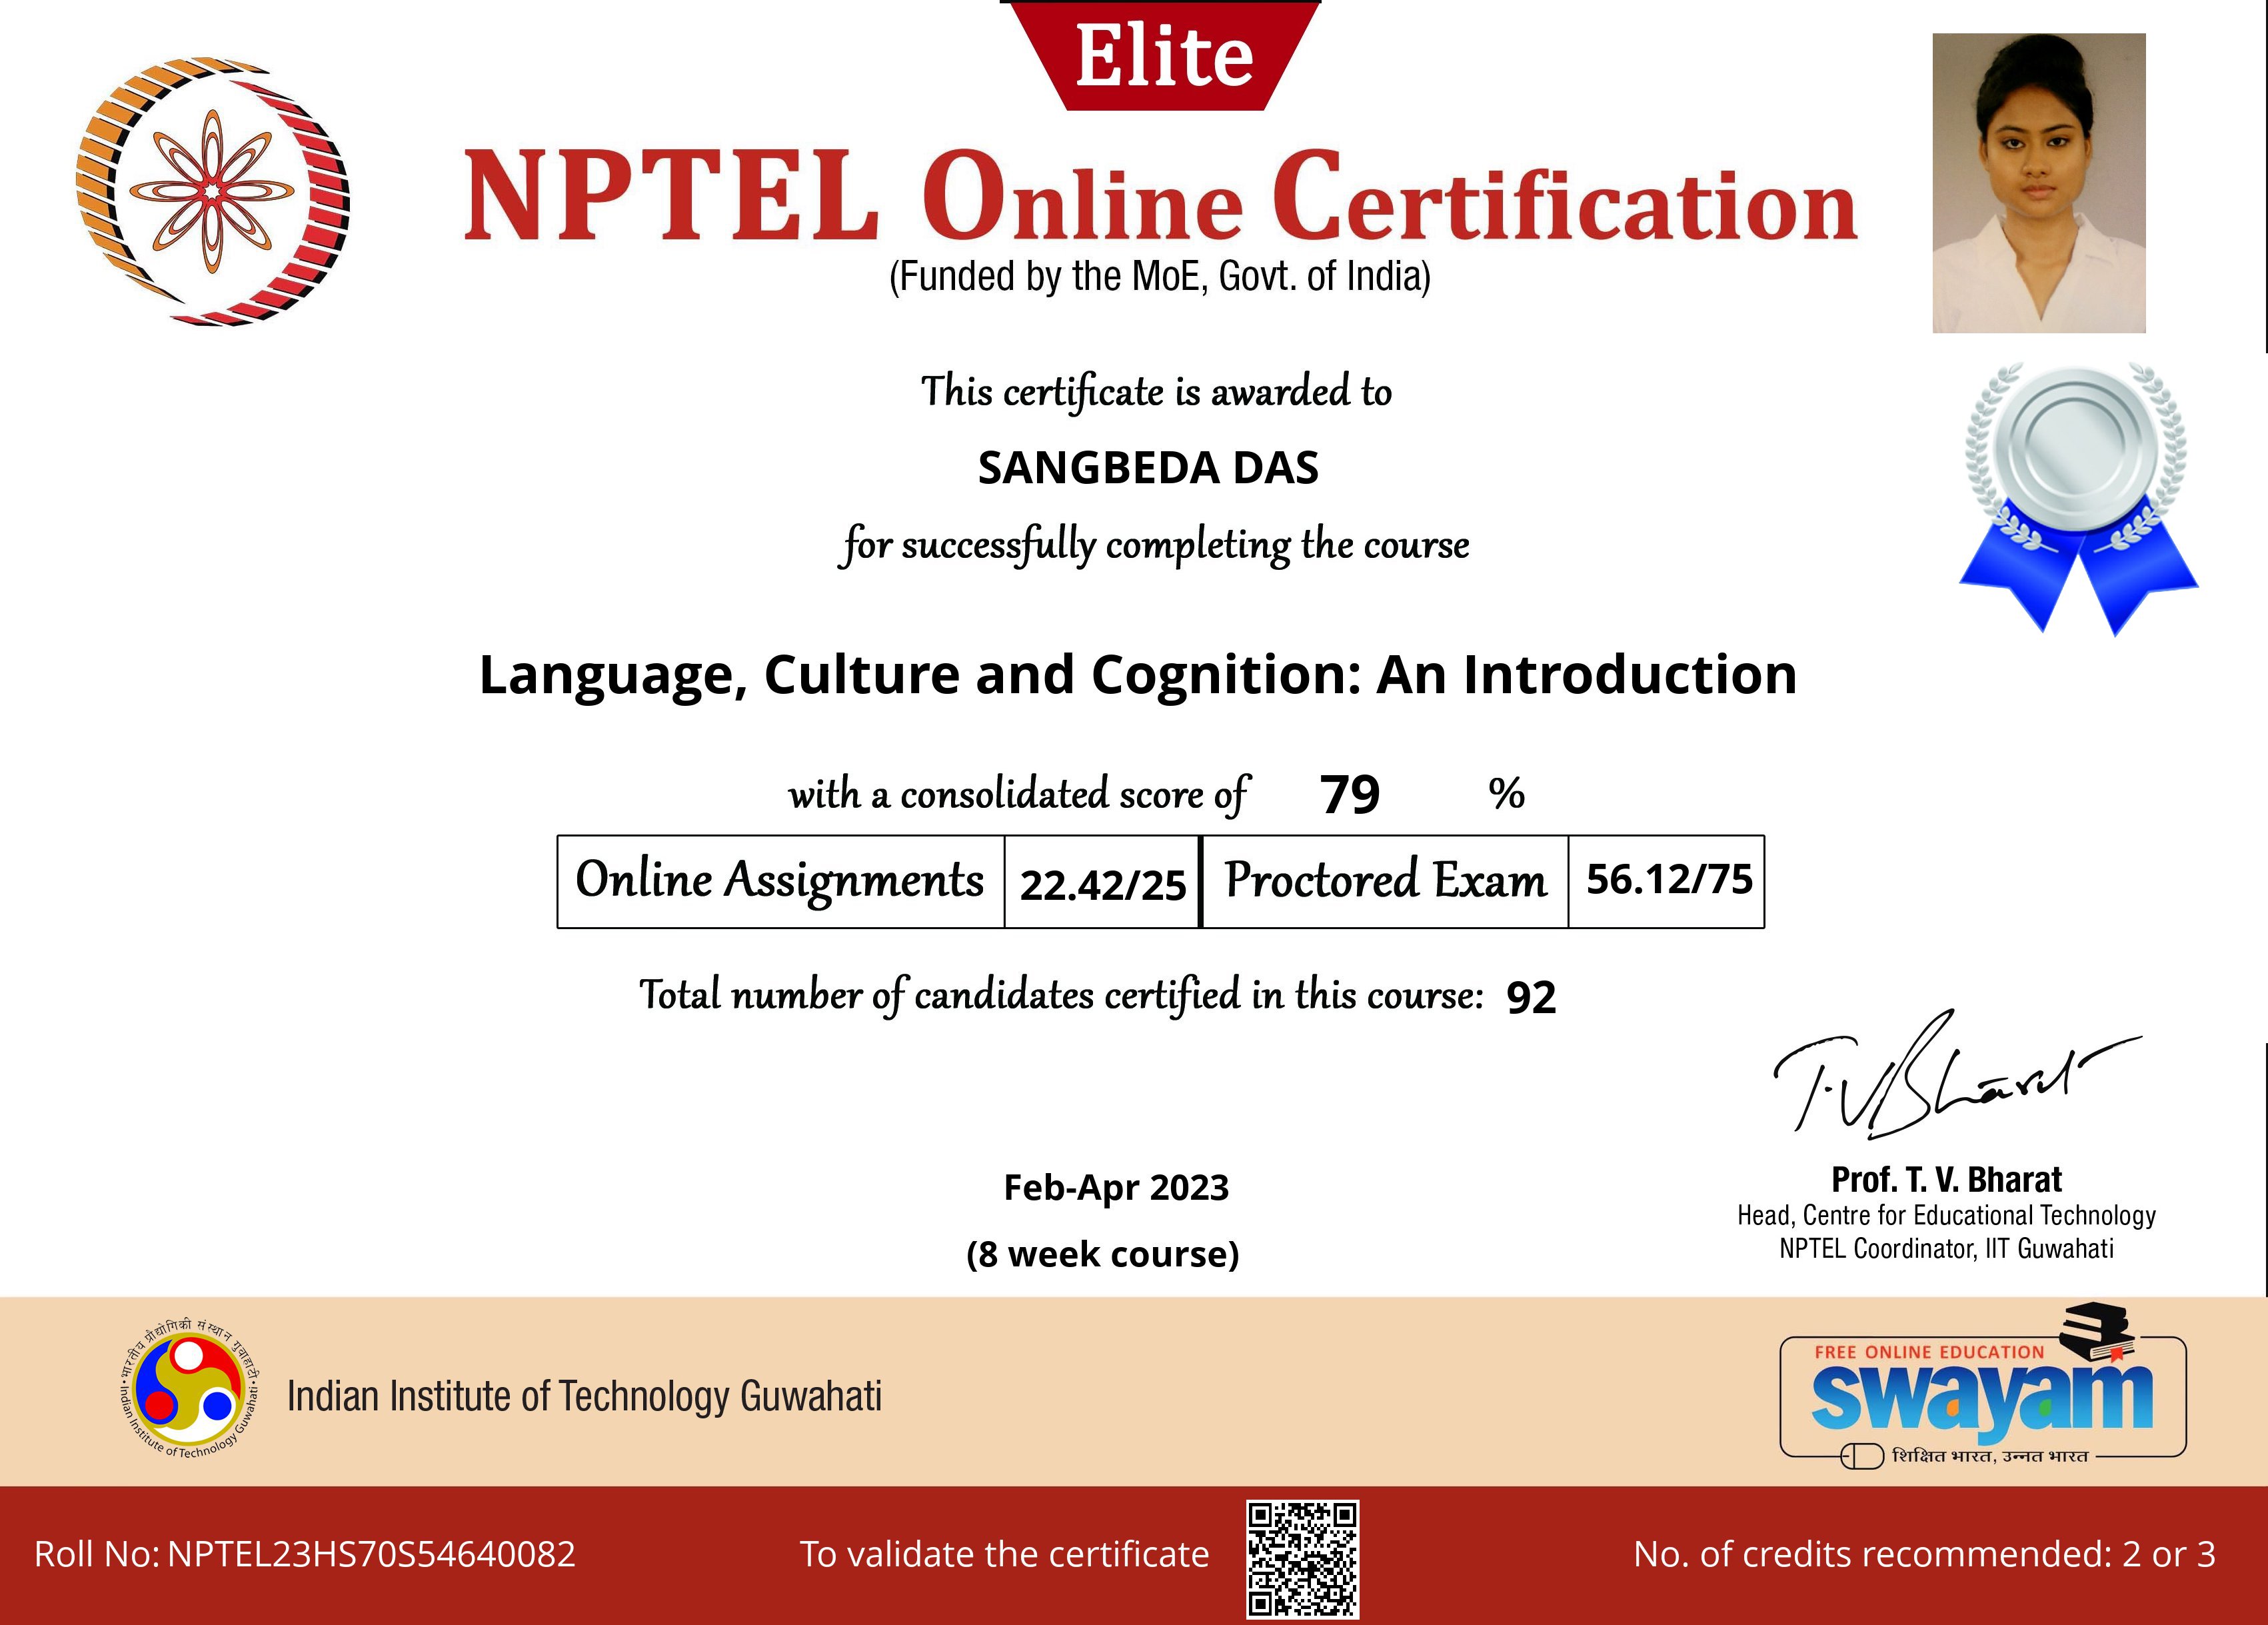 Elite
NPTEL Online Certification
(Funded by the MoE, Govt. of India)
This certificate is awarded to
SANGBEDA DAS
for successfully completing the course
Language, Culture and Cognition: An Introduction
with a consolidated score of 79 %
Online Assignments 22.42/25 Proctored Exam 56.12/75
Total number of candidates certified in this course: 92
T.V.Bharat
Feb-Apr 2023
(8 week course)
Prof. T. V. Bharat
Head, Centre for Educational Technology
NPTEL Coordinator, IIT Guwahati
भारतीय प्रौद्योगिकी संस्थान गुवाहाटी
Indian Institute of Technology Guwahati
Indian Institute of Technology Guwahati
FREE ONLINE EDUCATION
swayam
शिक्षित भारत, उन्नत भारत
Roll No: NPTEL23HS70S54640082
To validate the certificate
No. of credits recommended: 2 or 3